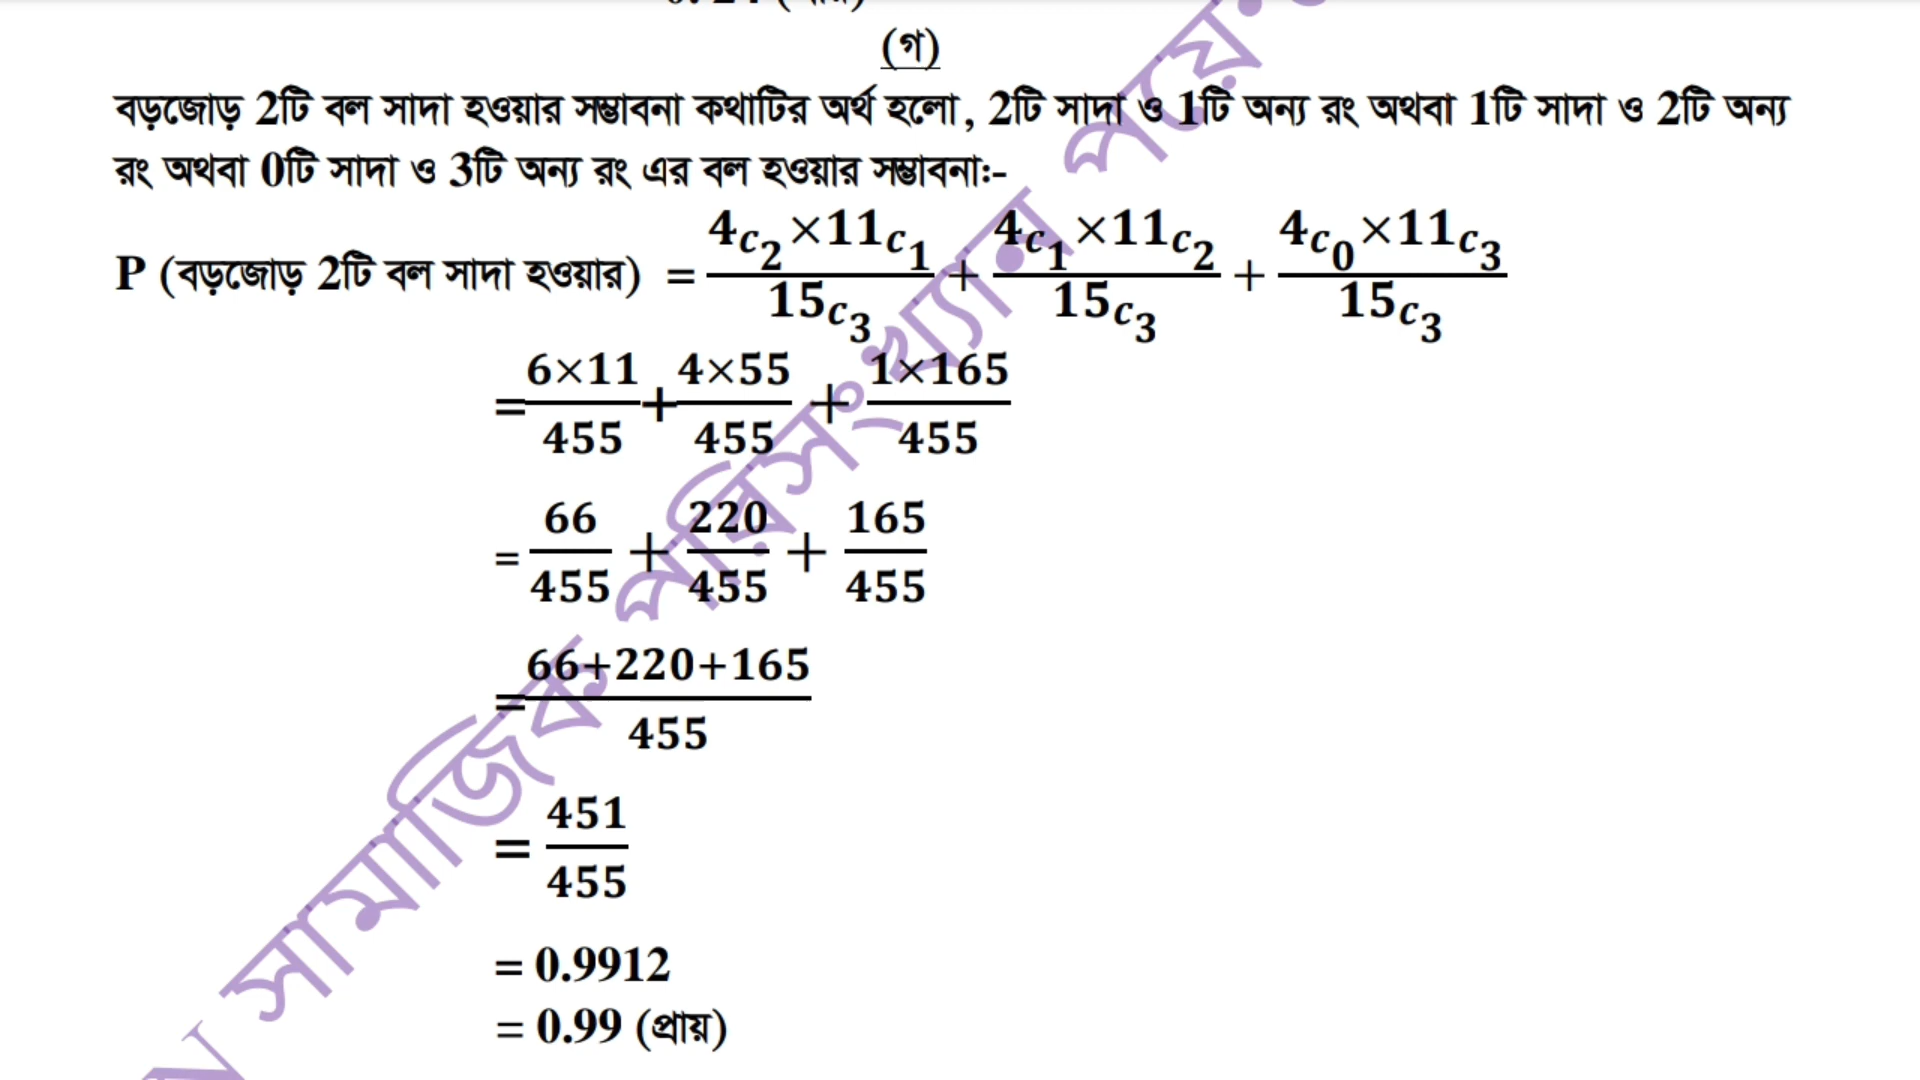 (গ)
বড়জোড় 2টি বল সাদা হওয়ার সম্ভাবনা কথাটির অর্থ হলো, 2টি সাদা ও 1টি অন্য রং অথবা 1টি সাদা ও 2টি অন্য
রং অথবা 0টি সাদা ও 3টি অন্য রং এর বল হওয়ার সম্ভাবনাঃ-
P (বড়জোড় 2টি বল সাদা হওয়ার) = 4c₂×11c₁/15c₃ + 4c₁×11c₂/15c₃ + 4c₀×11c₃/15c₃
= 6×11/455 + 4×55/455 + 1×165/455
= 66/455 + 220/455 + 165/455
= 66+220+165/455
= 451/455
= 0.9912
= 0.99 (প্রায়)
সামাজিক পরিসংখ্যান